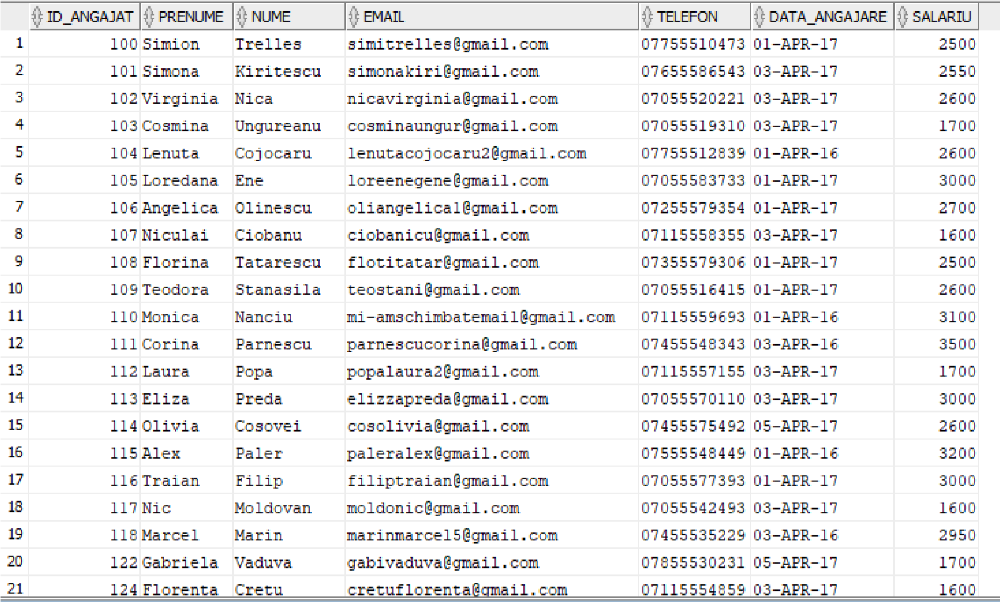 ID_ANGAJAT PRENUME NUME EMAIL TELEFON DATA_ANGAJARE SALARIU
1 100 Simion Trelles simitrelles@gmail.com 07755510473 01-APR-17 2500
2 101 Simona Kiritescu simonakiri@gmail.com 07655586543 03-APR-17 2550
3 102 Virginia Nica nicavirginia@gmail.com 07055520221 03-APR-17 2600
4 103 Cosmina Ungureanu cosminaungur@gmail.com 07055519310 03-APR-17 1700
5 104 Lenuta Cojocaru lenutacojocaru2@gmail.com 07755512839 01-APR-16 2600
6 105 Loredana Ene loreenegene@gmail.com 07055583733 01-APR-17 3000
7 106 Angelica Olinescu oliangelica1@gmail.com 07255579354 01-APR-17 2700
8 107 Niculai Ciobanu ciobanicu@gmail.com 07115558355 03-APR-17 1600
9 108 Florina Tatarescu flotitatar@gmail.com 07355579306 01-APR-17 2500
10 109 Teodora Stanasila teostani@gmail.com 07055516415 01-APR-17 2600
11 110 Monica Nanciu mi-amschimbatemail@gmail.com 07115559693 01-APR-16 3100
12 111 Corina Parnescu parnescucorina@gmail.com 07455548343 03-APR-16 3500
13 112 Laura Popa popalaura2@gmail.com 07115557155 03-APR-17 1700
14 113 Eliza Preda elizzapreda@gmail.com 07055570110 03-APR-17 3000
15 114 Olivia Cosovei cosolivia@gmail.com 07455575492 05-APR-17 2600
16 115 Alex Paler paleralex@gmail.com 07555548449 01-APR-16 3200
17 116 Traian Filip filiptraian@gmail.com 07055577393 01-APR-17 3000
18 117 Nic Moldovan moldonic@gmail.com 07055542493 03-APR-17 1600
19 118 Marcel Marin marinmarcel5@gmail.com 07455535229 03-APR-16 2950
20 122 Gabriela Vaduva gabivaduva@gmail.com 07855530231 05-APR-17 1700
21 124 Florenta Cretu cretuflorenta@gmail.com 07115554859 03-APR-17 1600